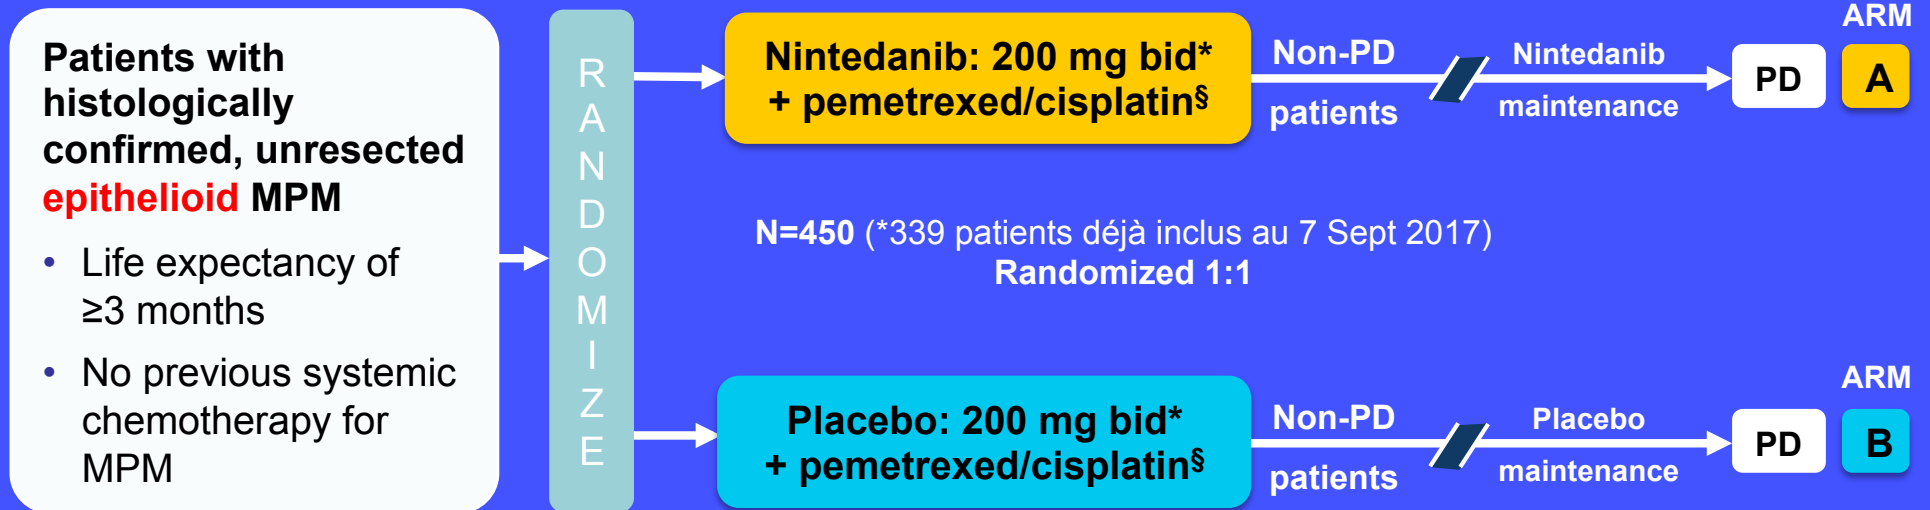 Patients with
histologically
confirmed, unresected
epithelioid MPM
• Life expectancy of
≥3 months
• No previous systemic
chemotherapy for
MPM
RANDOMIZE
Nintedanib: 200 mg bid*
+ pemetrexed/cisplatin§
Non-PD
patients
Nintedanib
maintenance
PD
ARM
A
N=450 (*339 patients déjà inclus au 7 Sept 2017)
Randomized 1:1
Placebo: 200 mg bid*
+ pemetrexed/cisplatin§
Non-PD
patients
Placebo
maintenance
PD
ARM
B